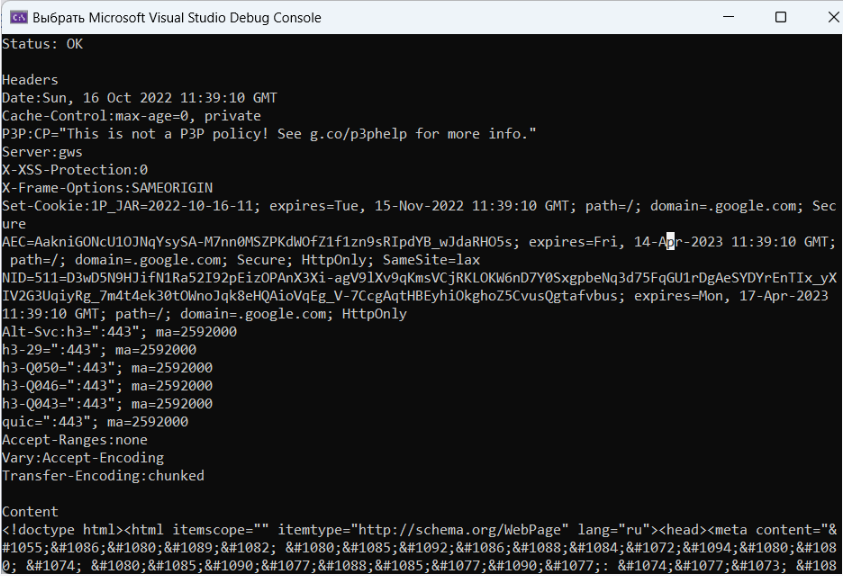 Выбрать Microsoft Visual Studio Debug Console
Status: OK
Headers
Date:Sun, 16 Oct 2022 11:39:10 GMT
Cache-Control:max-age=0, private
P3P:CP="This is not a P3P policy! See g.co/p3phelp for more info."
Server:gws
X-XSS-Protection:0
X-Frame-Options:SAMEORIGIN
Set-Cookie:1P_JAR=2022-10-16-11; expires=Tue, 15-Nov-2022 11:39:10 GMT; path=/; domain=.google.com; Sec
ure
AEC=AakniGONcU1OJNqYsySA-M7nn0MSZPKdWOfZ1f1zn9sRIpdYB_wJdaRHO5s; expires=Fri, 14-Apr-2023 11:39:10 GMT;
path=/; domain=.google.com; Secure; HttpOnly; SameSite=lax
NID=511=D3wD5N9HJifN1Ra52I92pEizOPAnX3Xi-agV9lXv9qKmsVCjRKLOKW6nD7Y0SxgpbeNq3d75FqGU1rDgAeSYDYrEnTIx_yX
IV2G3UqiyRg_7m4t4ek30tOWnoJqk8eHQAioVqEg_V-7CcgAqtHBEyhiOkghoZ5CvusQgtafvbus; expires=Mon, 17-Apr-2023
11:39:10 GMT; path=/; domain=.google.com; HttpOnly
Alt-Svc:h3=":443"; ma=2592000
h3-29=":443"; ma=2592000
h3-Q050=":443"; ma=2592000
h3-Q046=":443"; ma=2592000
h3-Q043=":443"; ma=2592000
quic=":443"; ma=2592000
Accept-Ranges:none
Vary:Accept-Encoding
Transfer-Encoding:chunked
Content
<!doctype html><html itemscope="" itemtype="http://schema.org/WebPage" lang="ru"><head><meta content="&
#1055;&#1086;&#1080;&#1089;&#1082; &#1080;&#1085;&#1092;&#1086;&#1088;&#1084;&#1072;&#1094;&#1080;&#108
0; &#1074; &#1080;&#1085;&#1090;&#1077;&#1088;&#1085;&#1077;&#1090;&#1077;: &#1074;&#1077;&#1073; &#108